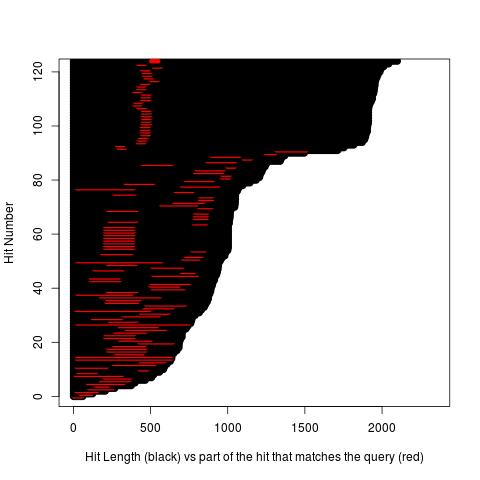 Hit Number
0
20
40
60
80
100
120
0 500 1000 1500 2000
Hit Length (black) vs part of the hit that matches the query (red)